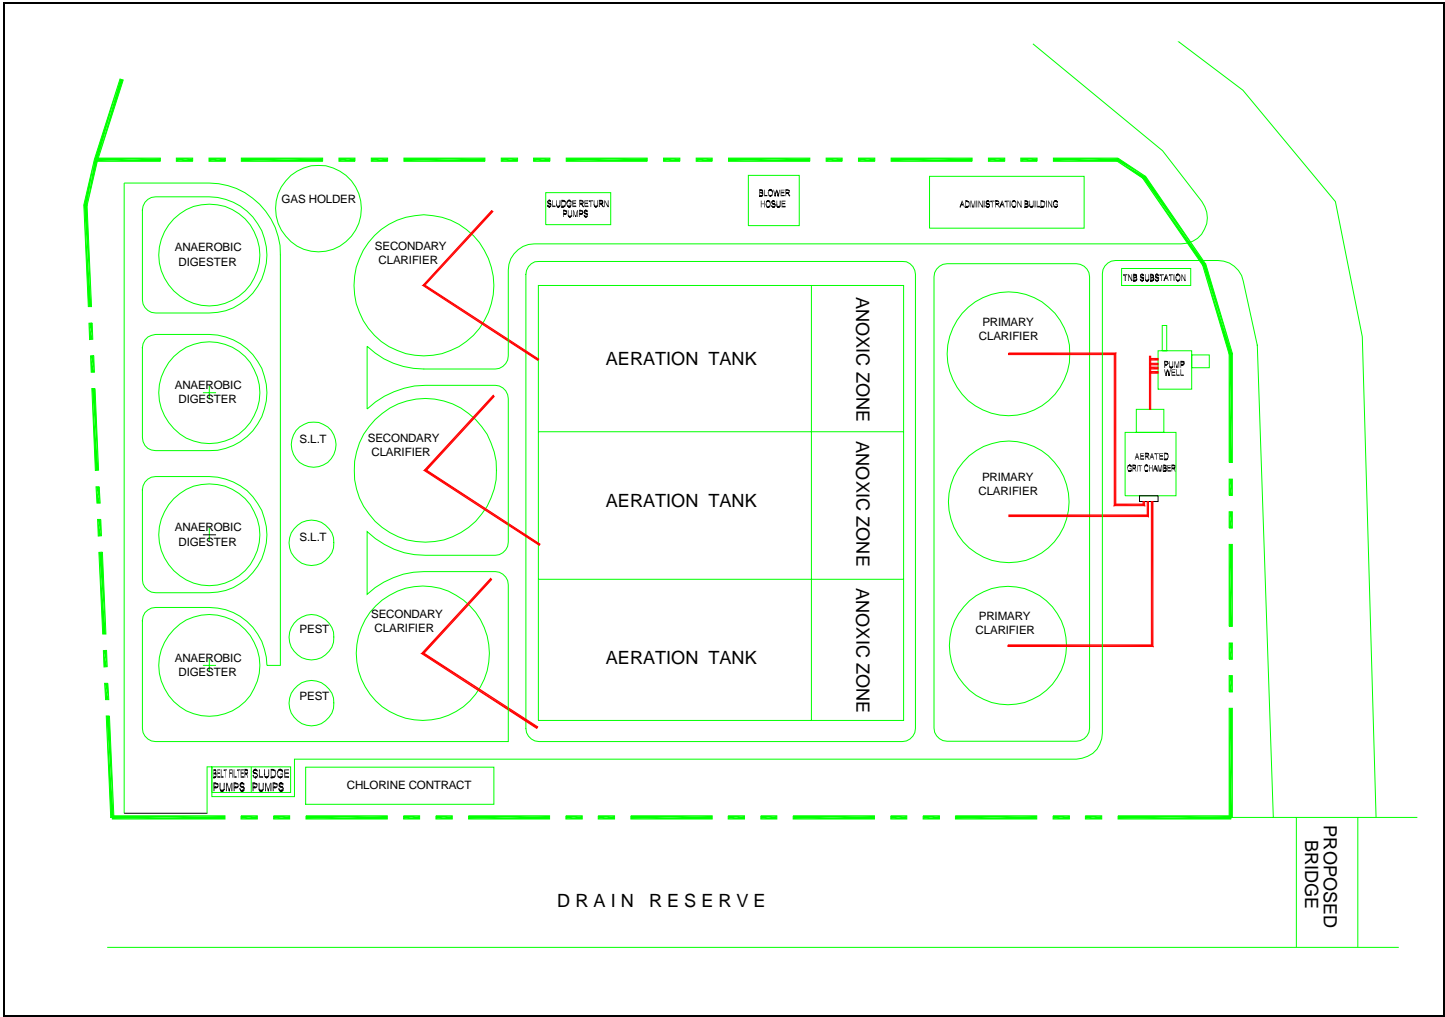 GAS HOLDER
SLUDGE RETURN
PUMPS
BLOWER
HOSUE
ADMINISTRATION BUILDING
ANAEROBIC
DIGESTER
SECONDARY
CLARIFIER
TNB SUBSTATION
PRIMARY
CLARIFIER
AERATION TANK
ANOXIC ZONE
PUMP
WELL
ANAEROBIC
DIGESTER
S.L.T
SECONDARY
CLARIFIER
AERATED
GRIT CHAMBER
PRIMARY
CLARIFIER
AERATION TANK
ANOXIC ZONE
ANAEROBIC
DIGESTER
S.L.T
SECONDARY
CLARIFIER
PRIMARY
CLARIFIER
PEST
AERATION TANK
ANOXIC ZONE
ANAEROBIC
DIGESTER
PEST
BELT FILTER
PUMPS
SLUDGE
PUMPS
CHLORINE CONTRACT
DRAIN RESERVE
PROPOSED
BRIDGE